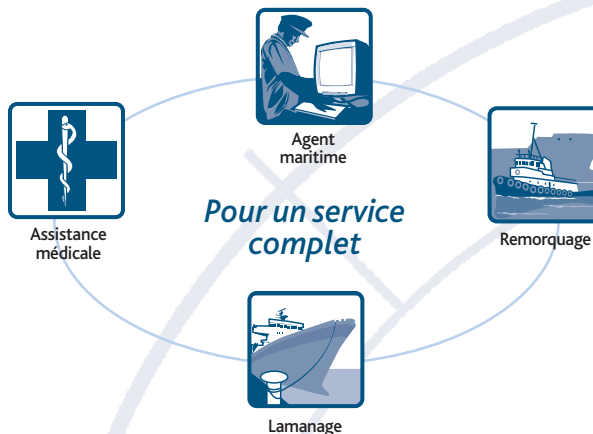 Agent
maritime
Assistance
médicale
Pour un service
complet
Remorquage
Lamanage